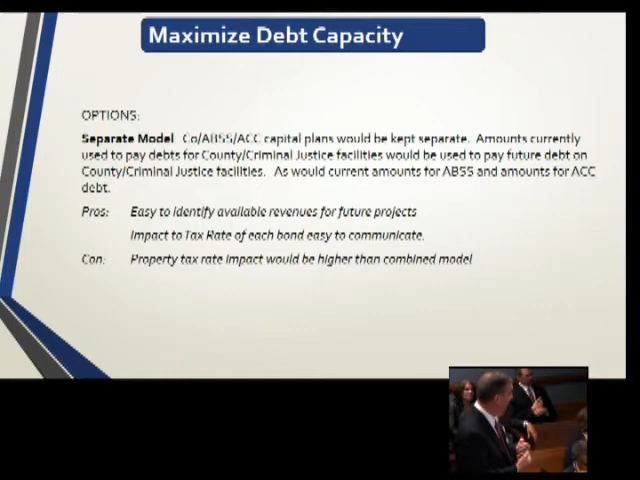 Maximize Debt Capacity
OPTIONS:
Separate Model Co/ABSS/ACC capital plans would be kept separate. Amounts currently
used to pay debts for County/Criminal Justice facilities would be used to pay future debt on
County/Criminal Justice facilities. As would current amounts for ABSS and amounts for ACC
debt.
Pros: Easy to identify available revenues for future projects
Impact to Tax Rate of each bond easy to communicate.
Con: Property tax rate impact would be higher than combined model